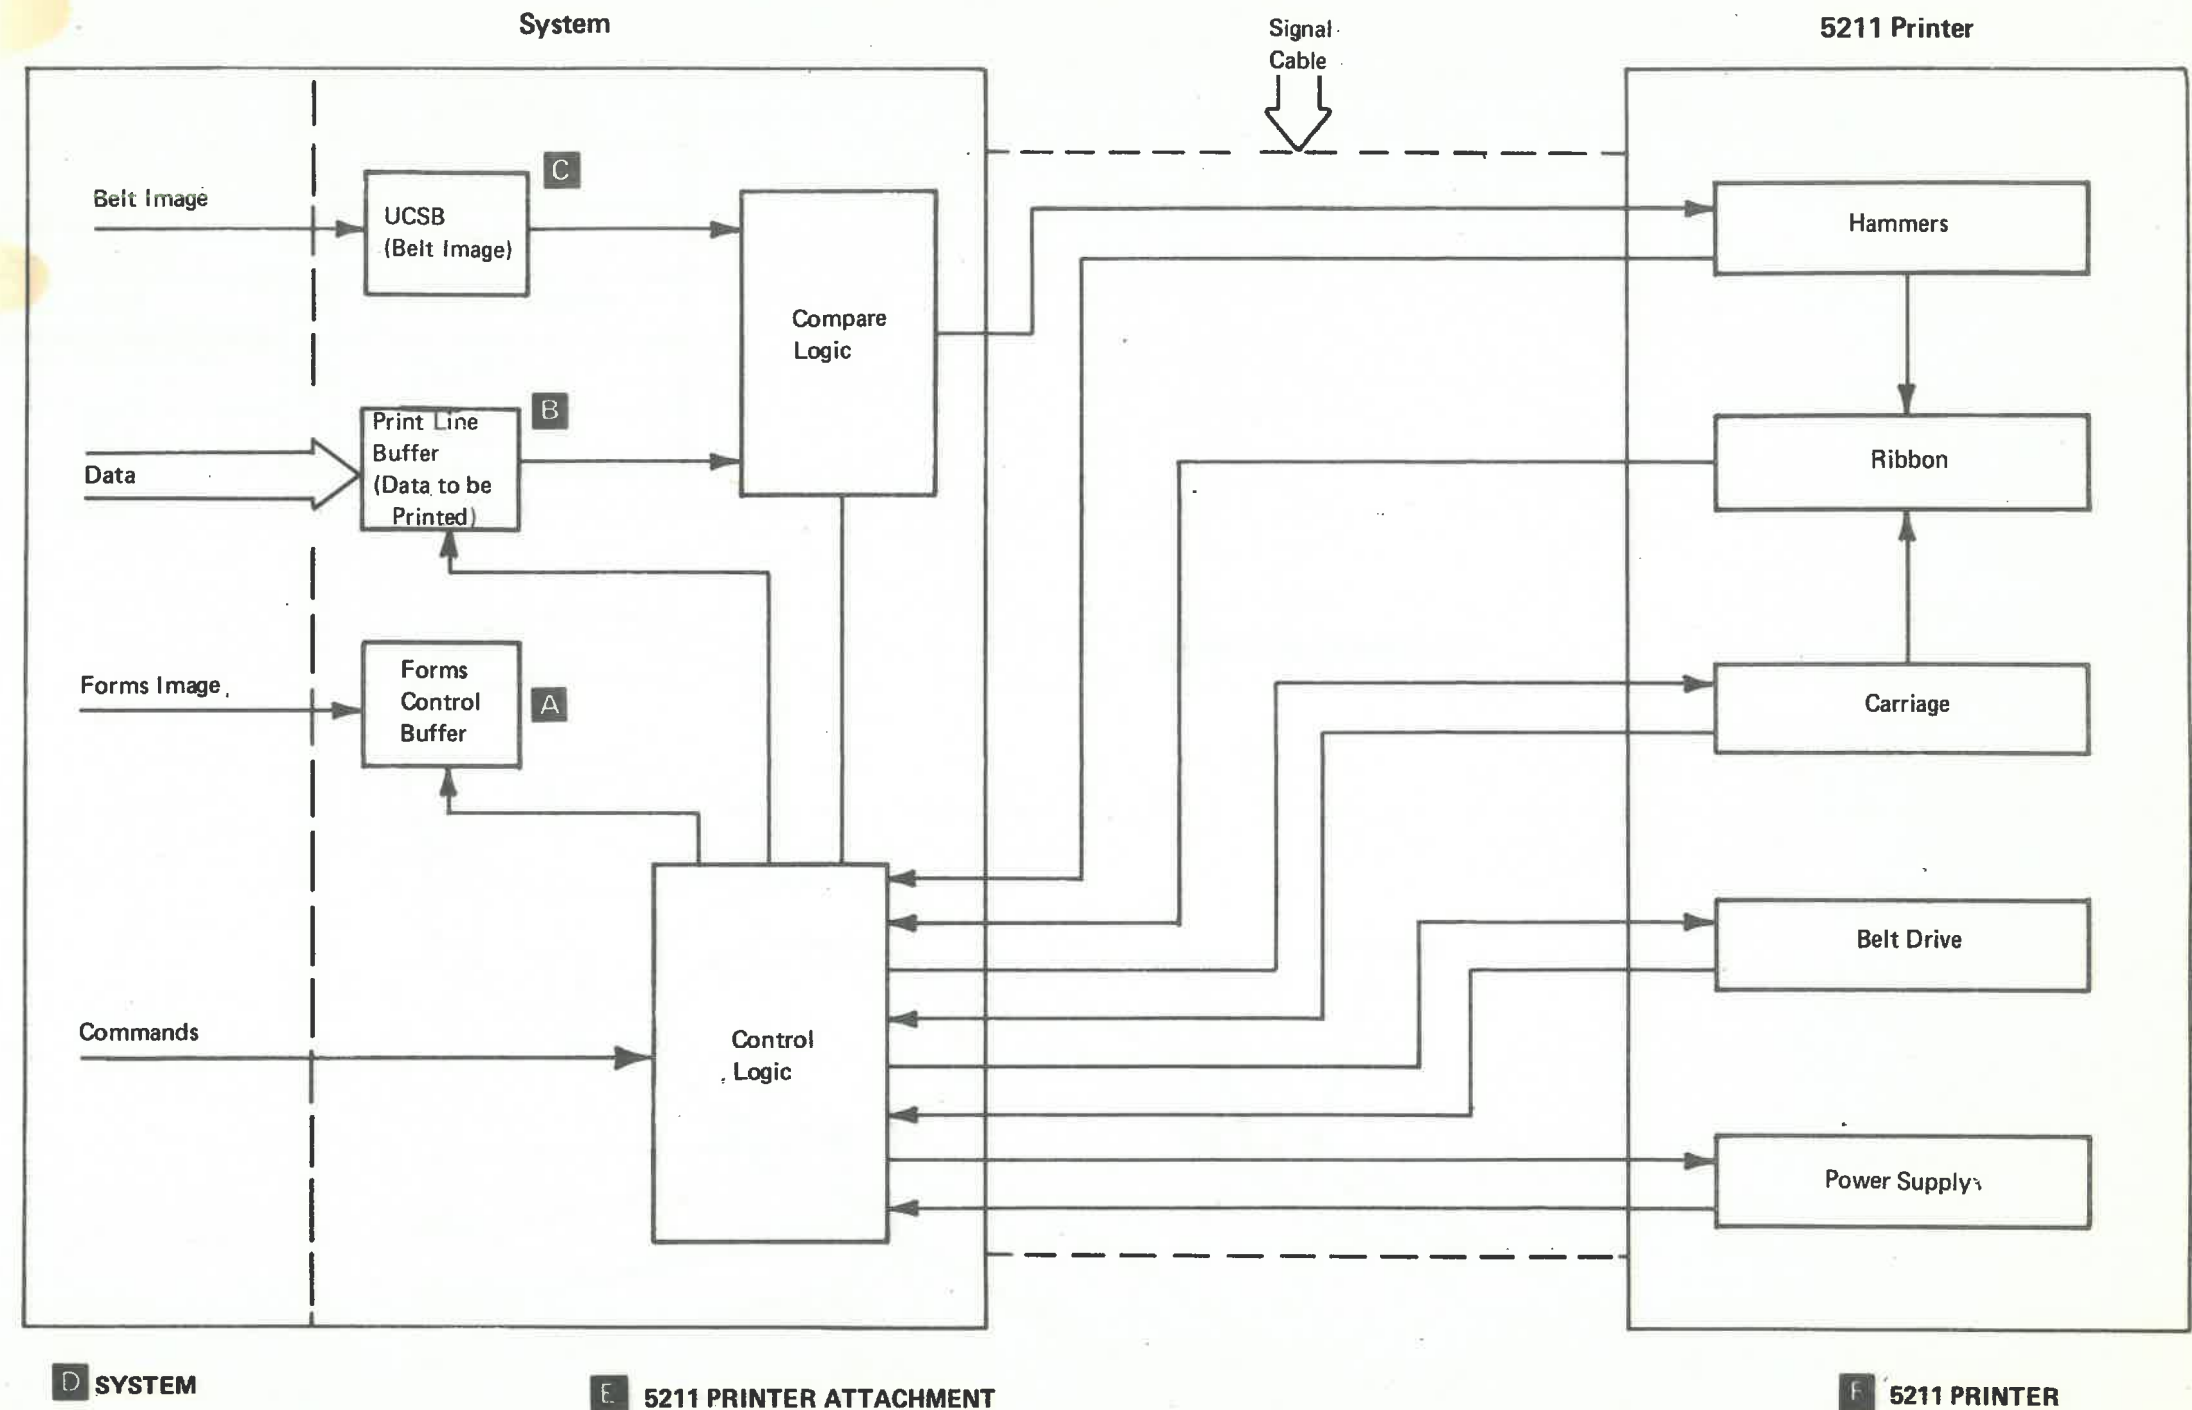 System
Signal
Cable
5211 Printer
C
Belt Image
UCSB
(Belt Image)
Compare
Logic
Hammers
B
Print Line
Buffer
(Data to be
Printed)
Data
Ribbon
Forms Image
Forms
Control
Buffer
A
Carriage
Belt Drive
Commands
Control
Logic
Power Supply
D SYSTEM
E 5211 PRINTER ATTACHMENT
F 5211 PRINTER